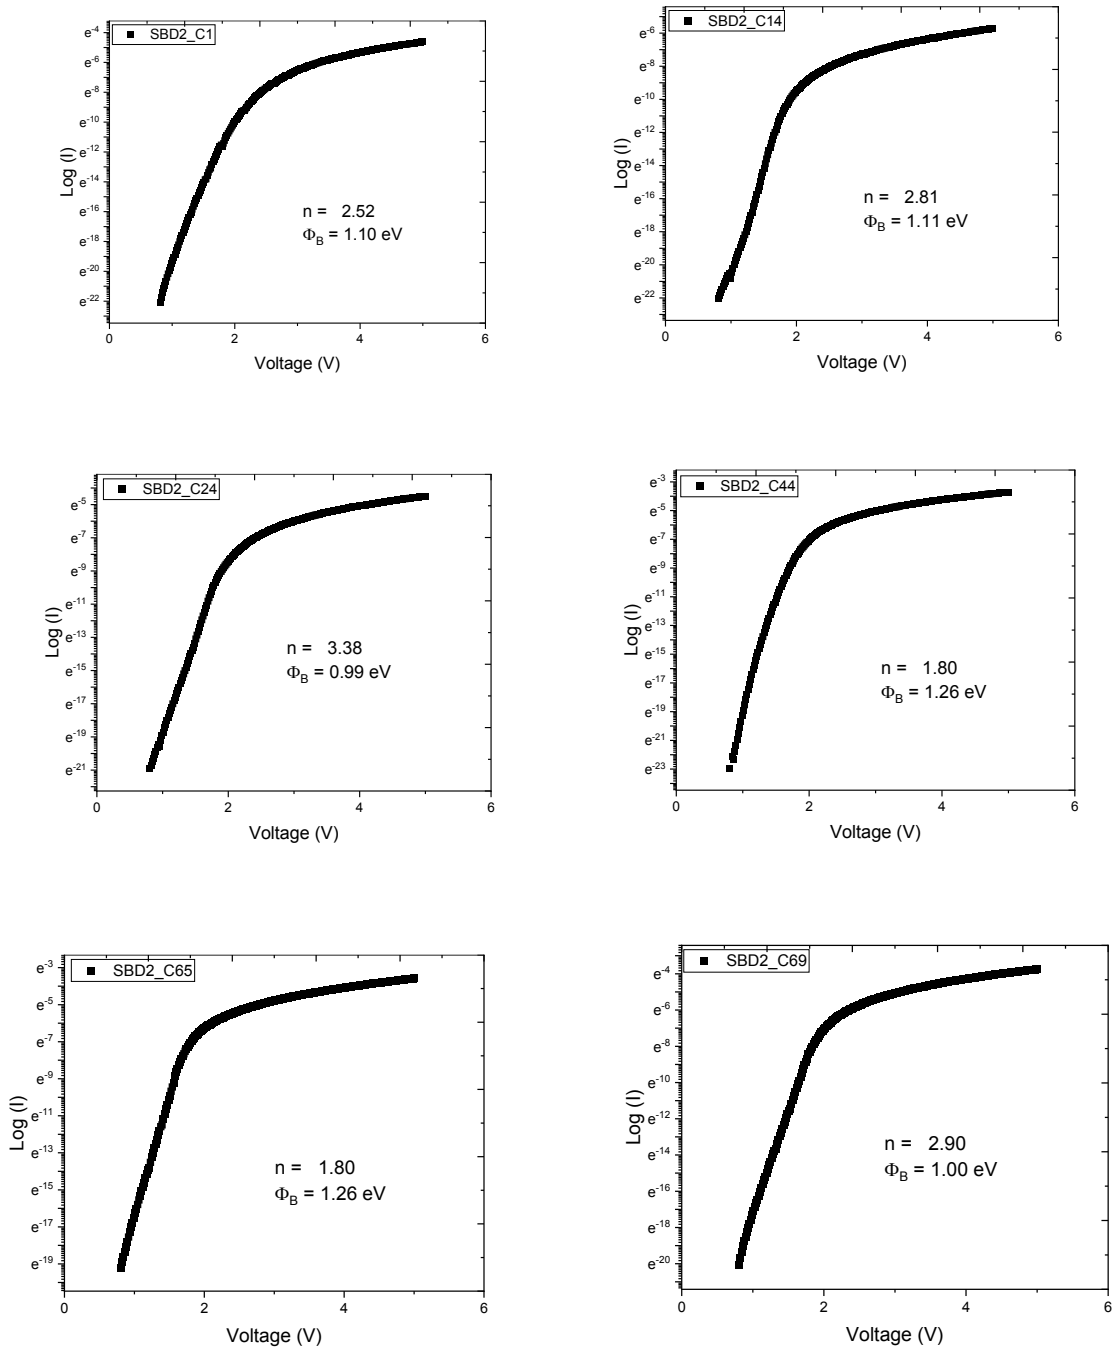 SBD2_C1
e^-4
e^-6
e^-8
e^-10
e^-12
e^-14
e^-16
e^-18
e^-20
e^-22
Log (I)
n = 2.52
Φ_B = 1.10 eV
0 2 4 6
Voltage (V)
SBD2_C14
e^-4
e^-6
e^-8
e^-10
e^-12
e^-14
e^-16
e^-18
e^-20
e^-22
Log (I)
n = 2.81
Φ_B = 1.11 eV
0 2 4 6
Voltage (V)
SBD2_C24
e^-5
e^-7
e^-9
e^-11
e^-13
e^-15
e^-17
e^-19
e^-21
Log (I)
n = 3.38
Φ_B = 0.99 eV
0 2 4 6
Voltage (V)
SBD2_C44
e^-3
e^-5
e^-7
e^-9
e^-11
e^-13
e^-15
e^-17
e^-19
e^-21
e^-23
Log (I)
n = 1.80
Φ_B = 1.26 eV
0 2 4 6
Voltage (V)
SBD2_C65
e^-3
e^-5
e^-7
e^-9
e^-11
e^-13
e^-15
e^-17
e^-19
Log (I)
n = 1.80
Φ_B = 1.26 eV
0 2 4 6
Voltage (V)
SBD2_C69
e^-4
e^-6
e^-8
e^-10
e^-12
e^-14
e^-16
e^-18
e^-20
Log (I)
n = 2.90
Φ_B = 1.00 eV
0 2 4 6
Voltage (V)